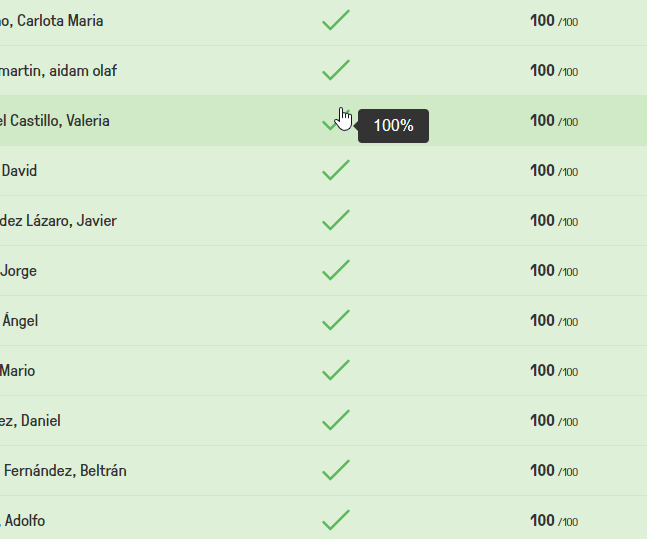 o, Carlota Maria 100 /100
martin, aidam olaf 100 /100
el Castillo, Valeria 100% 100 /100
David 100 /100
dez Lázaro, Javier 100 /100
Jorge 100 /100
Ángel 100 /100
Mario 100 /100
ez, Daniel 100 /100
Fernández, Beltrán 100 /100
, Adolfo 100 /100